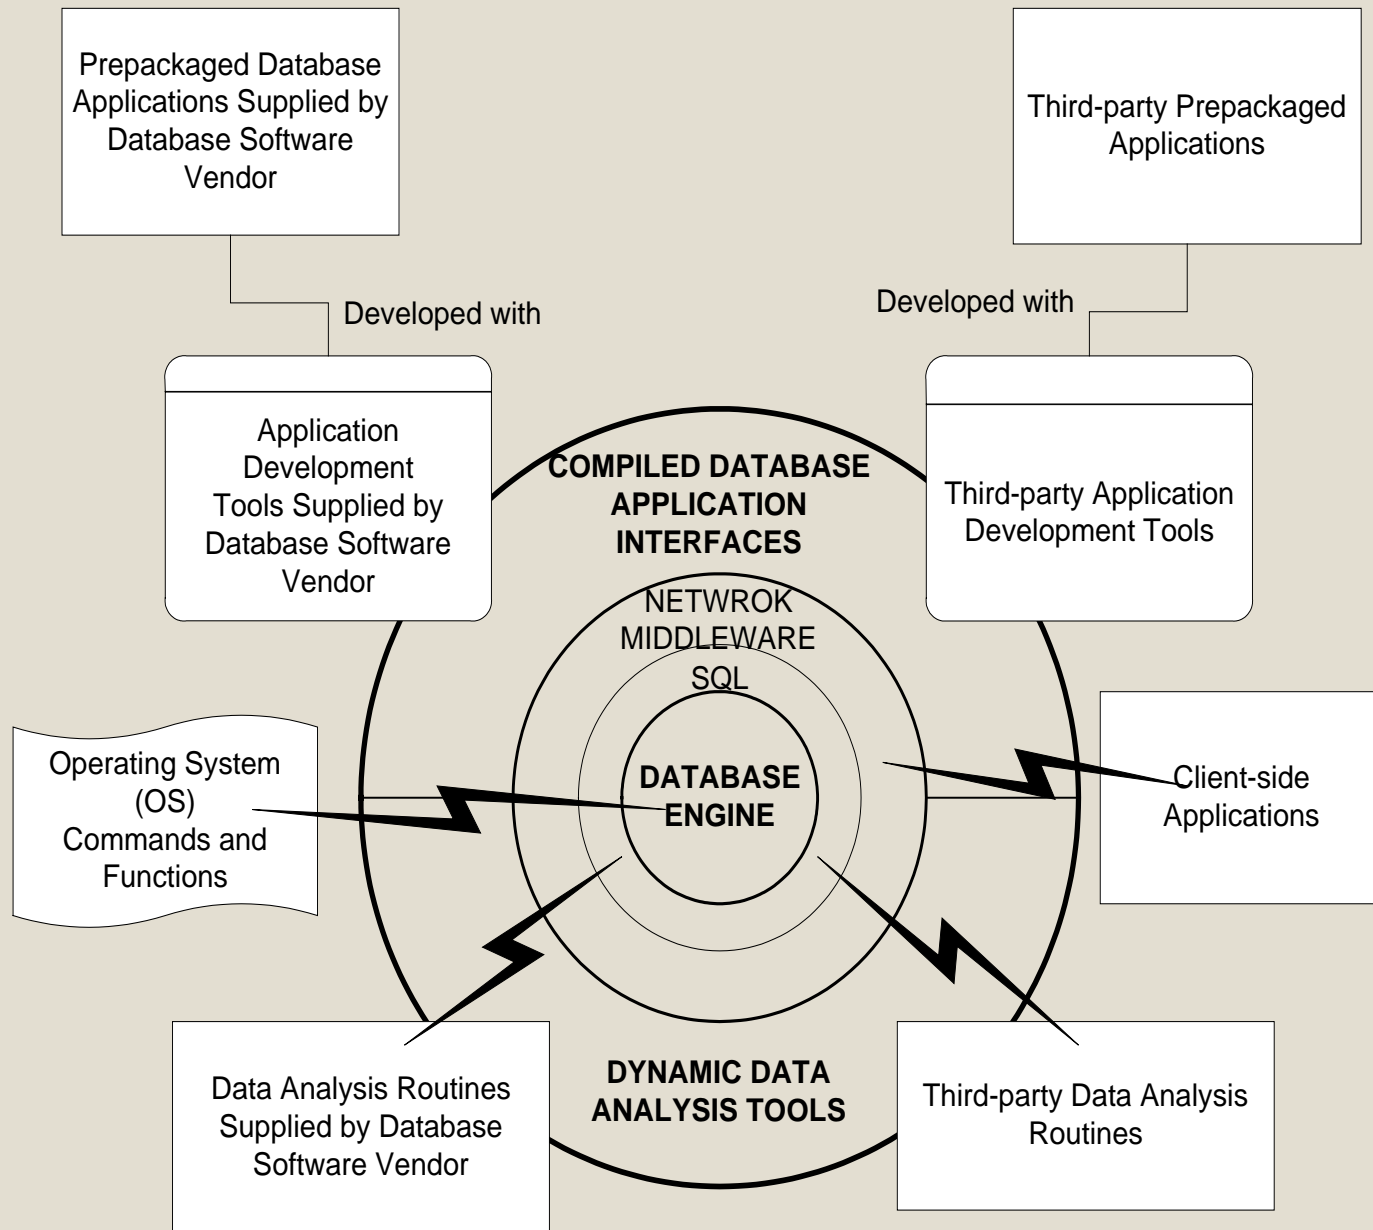 Prepackaged Database
Applications Supplied by
Database Software
Vendor
Third-party Prepackaged
Applications
Developed with
Developed with
Application
Development
Tools Supplied by
Database Software
Vendor
COMPILED DATABASE
APPLICATION
INTERFACES
Third-party Application
Development Tools
NETWROK
MIDDLEWARE
SQL
DATABASE
ENGINE
Operating System
(OS)
Commands and
Functions
Client-side
Applications
Data Analysis Routines
Supplied by Database
Software Vendor
DYNAMIC DATA
ANALYSIS TOOLS
Third-party Data Analysis
Routines